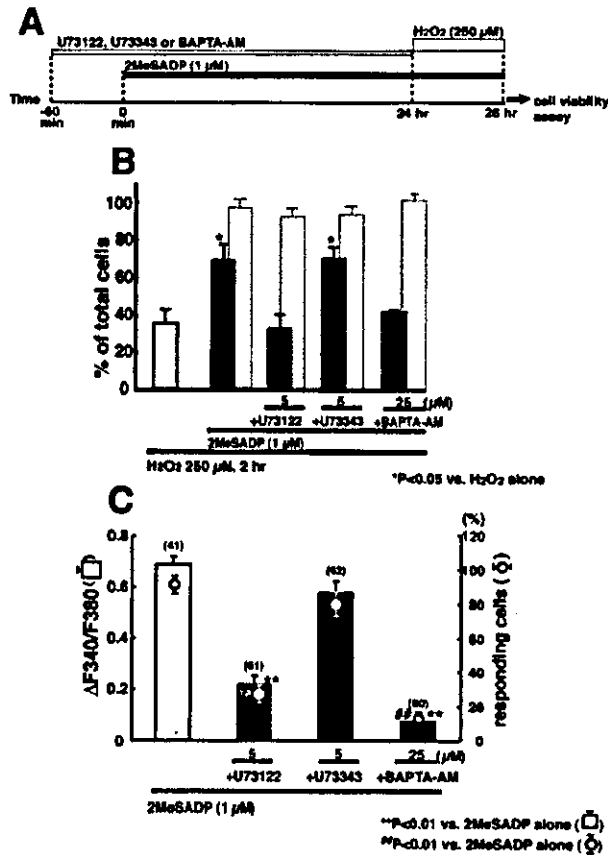 A
H₂O₂ (250 μM)
U73122, U73343 or BAPTA-AM
2MeSADP (1 μM)
Time
-60 min
0 min
24 hr
26 hr
cell viability assay
B
% of total cells
100
80
60
40
20
0
5
5
25
(μM)
+U73122
+U73343
+BAPTA-AM
2MeSADP (1 μM)
H₂O₂ 250 μM, 2 hr
*
*
*P<0.05 vs. H₂O₂ alone
C
(%)
ΔF340/F380 ( )
0.8
0.6
0.4
0.2
0
responding cells ( )
120
100
80
60
40
20
0
(41)
(61)
**
(62)
(60)
## **
5
5
25
(μM)
+U73122
+U73343
+BAPTA-AM
2MeSADP (1 μM)
**P<0.01 vs. 2MeSADP alone ( )
##P<0.01 vs. 2MeSADP alone ( )